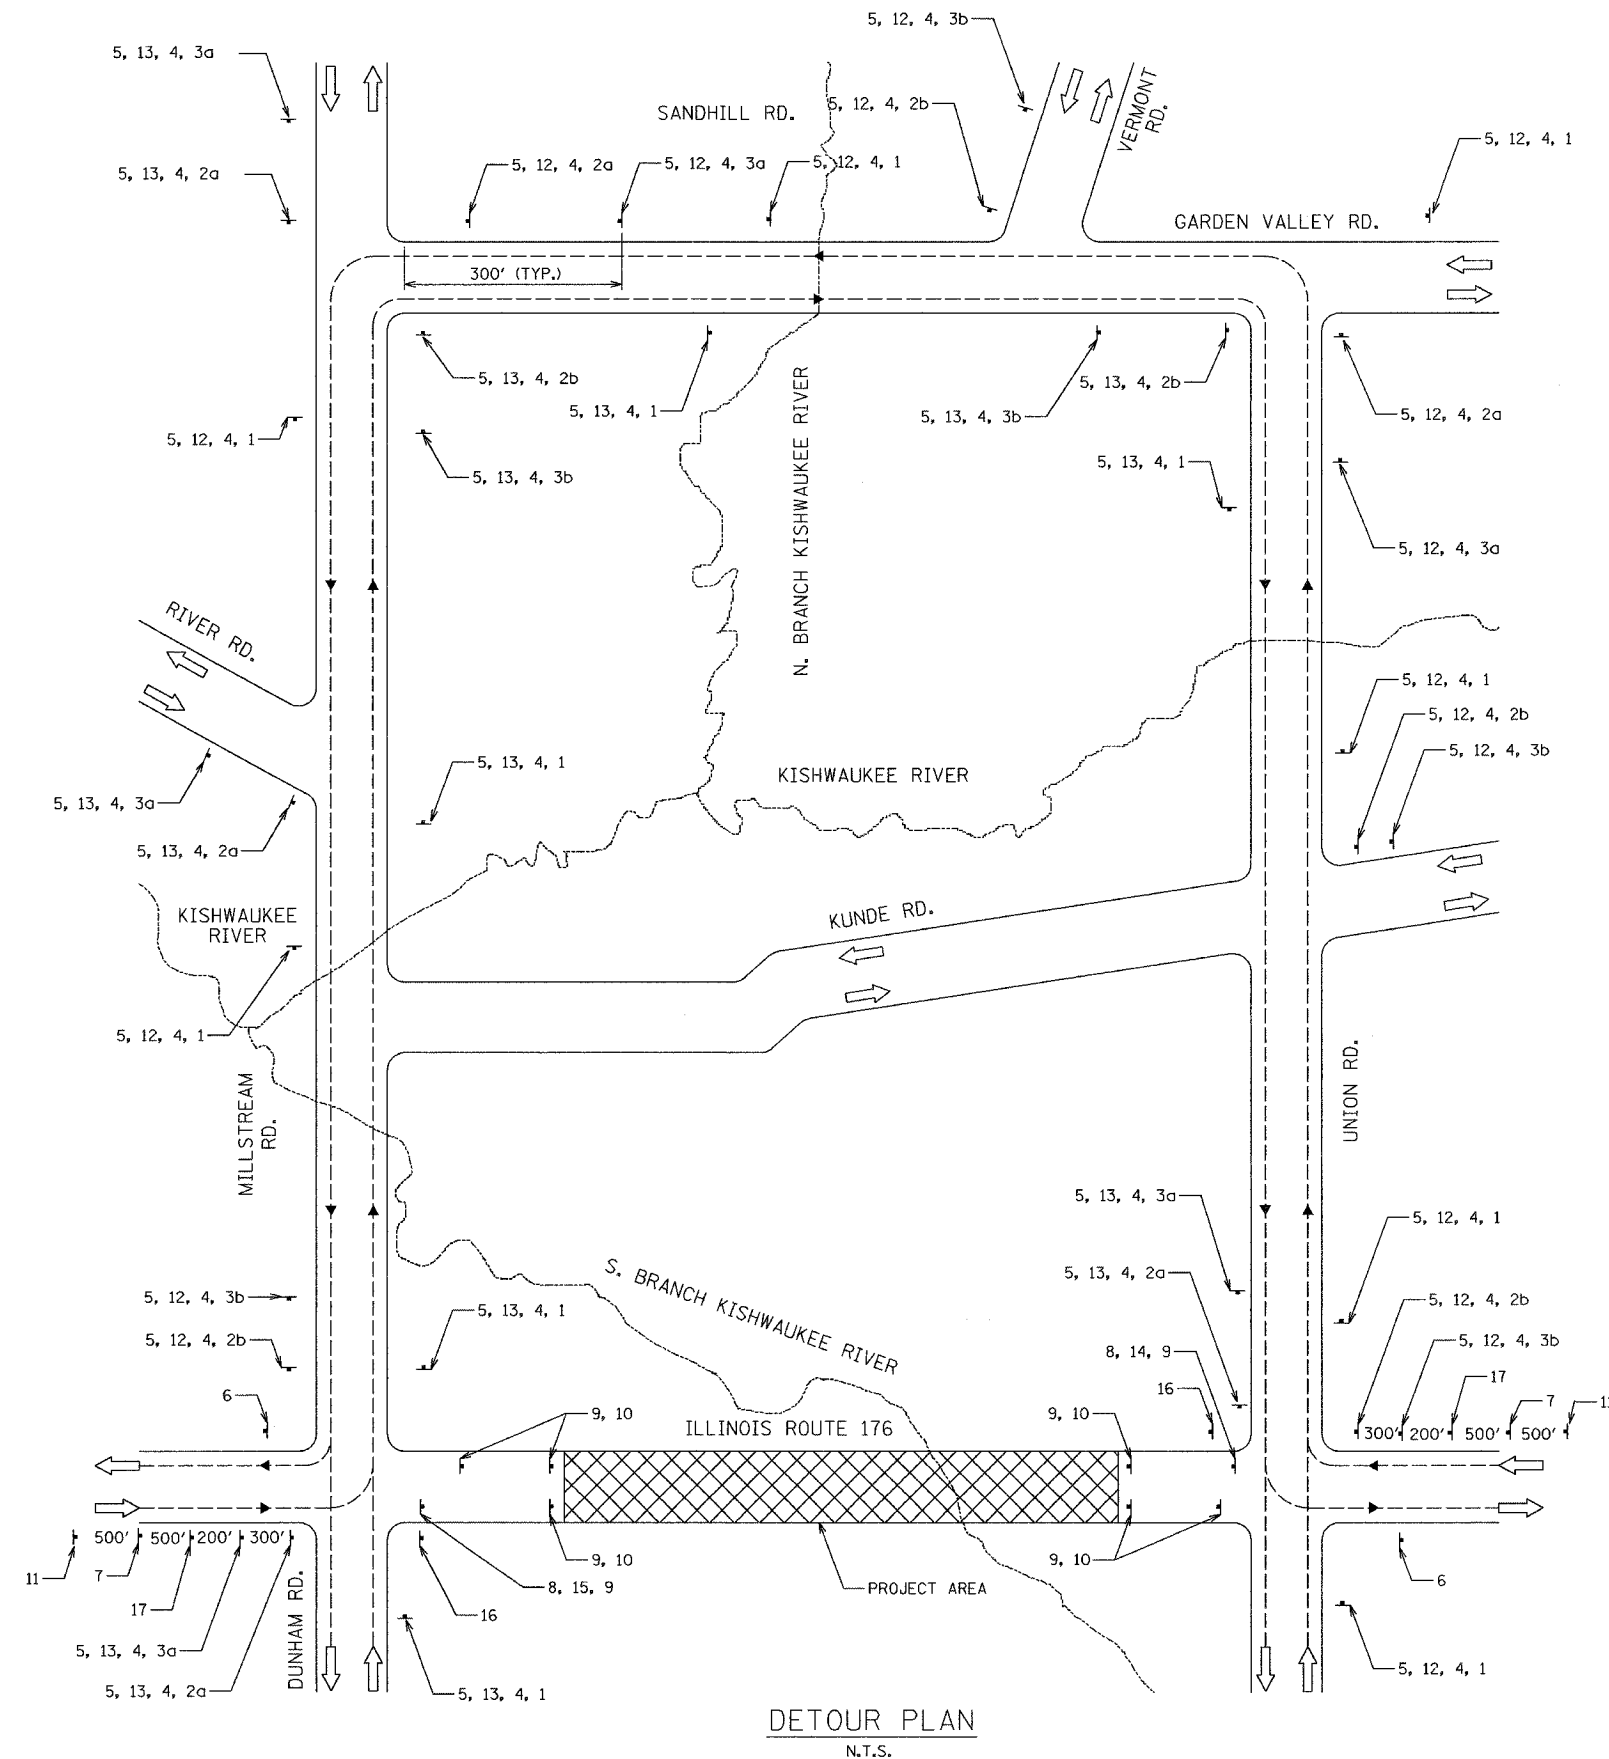 5, 12, 4, 3b
5, 13, 4, 3a
SANDHILL RD.
5, 12, 4, 2b
VERMONT
RD.
5, 13, 4, 2a
5, 12, 4, 2a
5, 12, 4, 3a
5, 12, 4, 1
5, 12, 4, 1
GARDEN VALLEY RD.
300' (TYP.)
5, 13, 4, 2b
5, 13, 4, 1
5, 13, 4, 2b
5, 13, 4, 3b
5, 12, 4, 2a
5, 12, 4, 1
5, 13, 4, 3b
5, 13, 4, 1
N. BRANCH KISHWAUKEE RIVER
5, 12, 4, 3a
RIVER RD.
5, 12, 4, 1
5, 12, 4, 2b
5, 12, 4, 3b
5, 13, 4, 1
KISHWAUKEE RIVER
5, 13, 4, 3a
5, 13, 4, 2a
KISHWAUKEE
RIVER
KUNDE RD.
5, 12, 4, 1
MILLSTREAM
RD.
UNION RD.
5, 13, 4, 3a
5, 12, 4, 1
S. BRANCH KISHWAUKEE RIVER
5, 13, 4, 2a
5, 12, 4, 3b
5, 13, 4, 1
5, 12, 4, 2b
5, 12, 4, 2b
5, 12, 4, 3b
8, 14, 9
17
6
16
7
9, 10
ILLINOIS ROUTE 176
9, 10
300' 200' 500' 500'
500' 500' 200' 300'
11
7
17
9, 10
9, 10
8, 15, 9
PROJECT AREA
6
16
5, 13, 4, 3a
5, 13, 4, 2a
DUNHAM RD.
5, 13, 4, 1
5, 12, 4, 1
DETOUR PLAN
N.T.S.